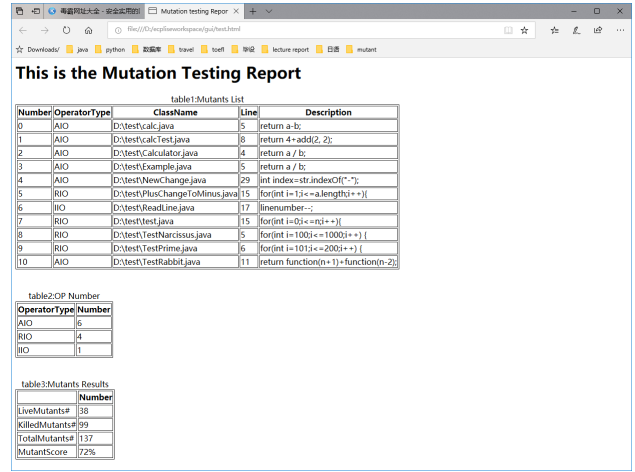 毒霸网址大全 - 安全实用的
Mutation testing Repor
file:///D:/ecpliseworkspace/gui/test.html
Downloads/ java python 数据库 travel toefl 毕设 lecture report 日语 mutant
This is the Mutation Testing Report
table1:Mutants List
Number OperatorType ClassName Line Description
0 AIO D:\test\calc.java 5 return a-b;
1 AIO D:\test\calcTest.java 8 return 4+add(2, 2);
2 AIO D:\test\Calculator.java 4 return a / b;
3 AIO D:\test\Example.java 5 return a / b;
4 AIO D:\test\NewChange.java 29 int index=str.indexOf("-");
5 RIO D:\test\PlusChangeToMinus.java 15 for(int i=1;i<=a.length;i++){
6 IIO D:\test\ReadLine.java 17 linenumber--;
7 RIO D:\test\test.java 15 for(int i=0;i<=n;i++){
8 RIO D:\test\TestNarcissus.java 5 for(int i=100;i<=1000;i++) {
9 RIO D:\test\TestPrime.java 6 for(int i=101;i<=200;i++) {
10 AIO D:\test\TestRabbit.java 11 return function(n+1)+function(n-2);
table2:OP Number
OperatorType Number
AIO 6
RIO 4
IIO 1
table3:Mutants Results
Number
LiveMutants# 38
KilledMutants# 99
TotalMutants# 137
MutantScore 72%